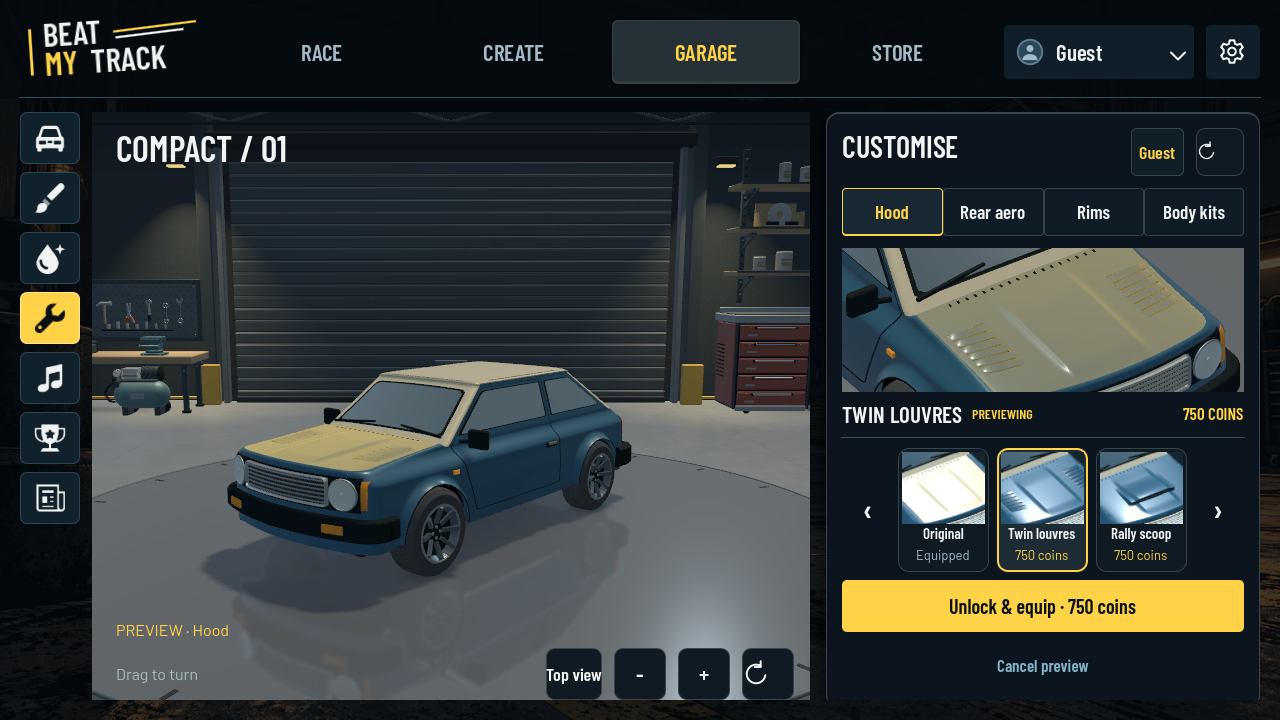 BEAT
MY TRACK
RACE
CREATE
GARAGE
STORE
Guest
COMPACT / 01
CUSTOMISE
Guest
Hood
Rear aero
Rims
Body kits
TWIN LOUVRES PREVIEWING 750 COINS
Original
Equipped
Twin louvres
750 coins
Rally scoop
750 coins
Unlock & equip · 750 coins
Cancel preview
PREVIEW · Hood
Drag to turn
Top view
-
+